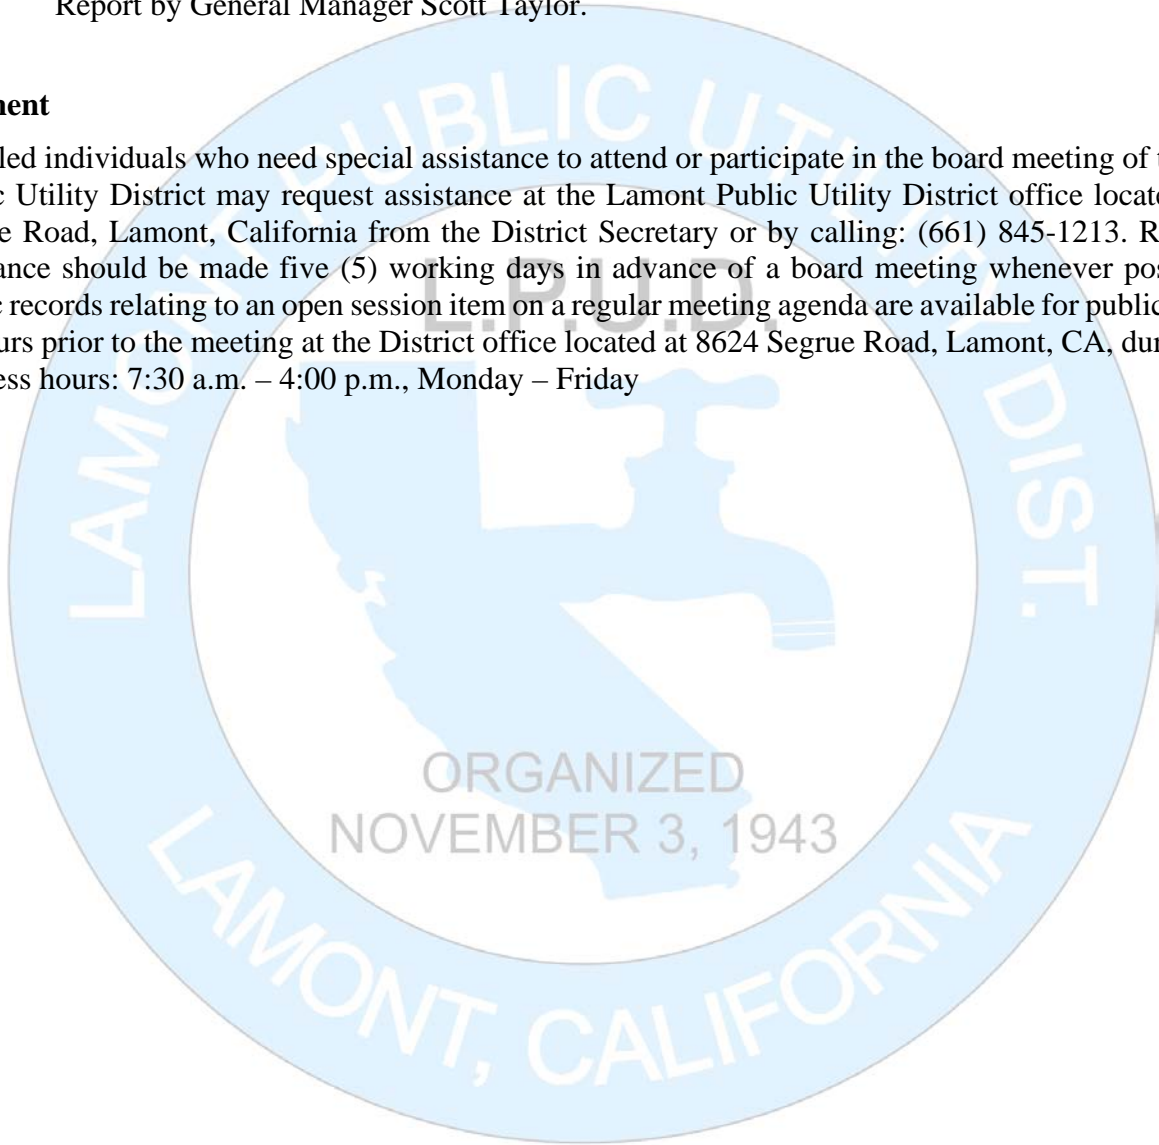 Report by General Manager Scott Taylor.
ment
led individuals who need special assistance to attend or participate in the board meeting of
c Utility District may request assistance at the Lamont Public Utility District office locate
e Road, Lamont, California from the District Secretary or by calling: (661) 845-1213. R
ance should be made five (5) working days in advance of a board meeting whenever pos
c records relating to an open session item on a regular meeting agenda are available for public
urs prior to the meeting at the District office located at 8624 Segrue Road, Lamont, CA, dur
ess hours: 7:30 a.m. – 4:00 p.m., Monday – Friday
LAMONT PUBLIC UTILITY DIST.
L.P.U.D.
ORGANIZED
NOVEMBER 3, 1943
LAMONT, CALIFORNIA